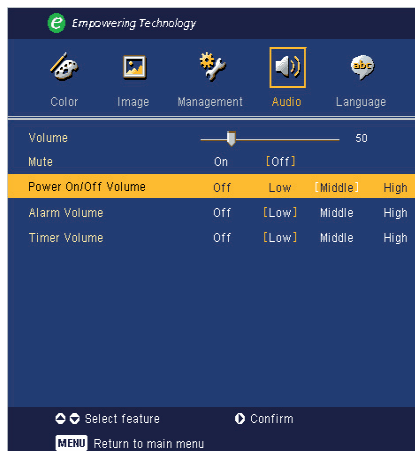 e Empowering Technology
abc
Color Image Management Audio Language
Volume 50
Mute On [Off]
Power On/Off Volume Off Low [Middle] High
Alarm Volume Off [Low] Middle High
Timer Volume Off [Low] Middle High
Select feature Confirm
MENU Return to main menu